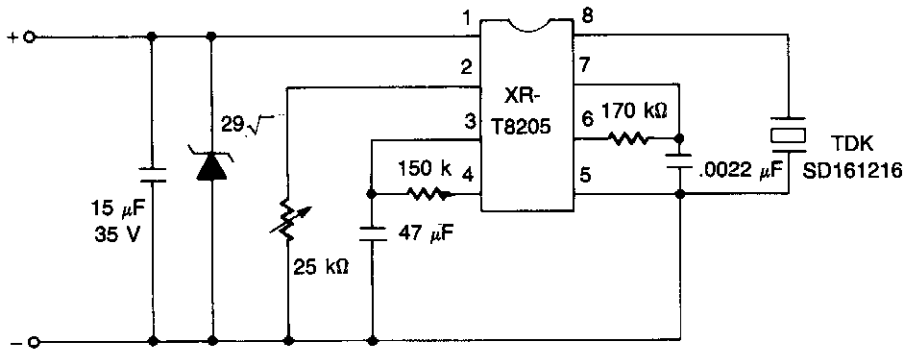 +
1
8
2
7
XR-
T8205
29√
3
6
170 kΩ
TDK
SD161216
150 k
4
5
.0022 µF
15 µF
35 V
47 µF
25 kΩ
−